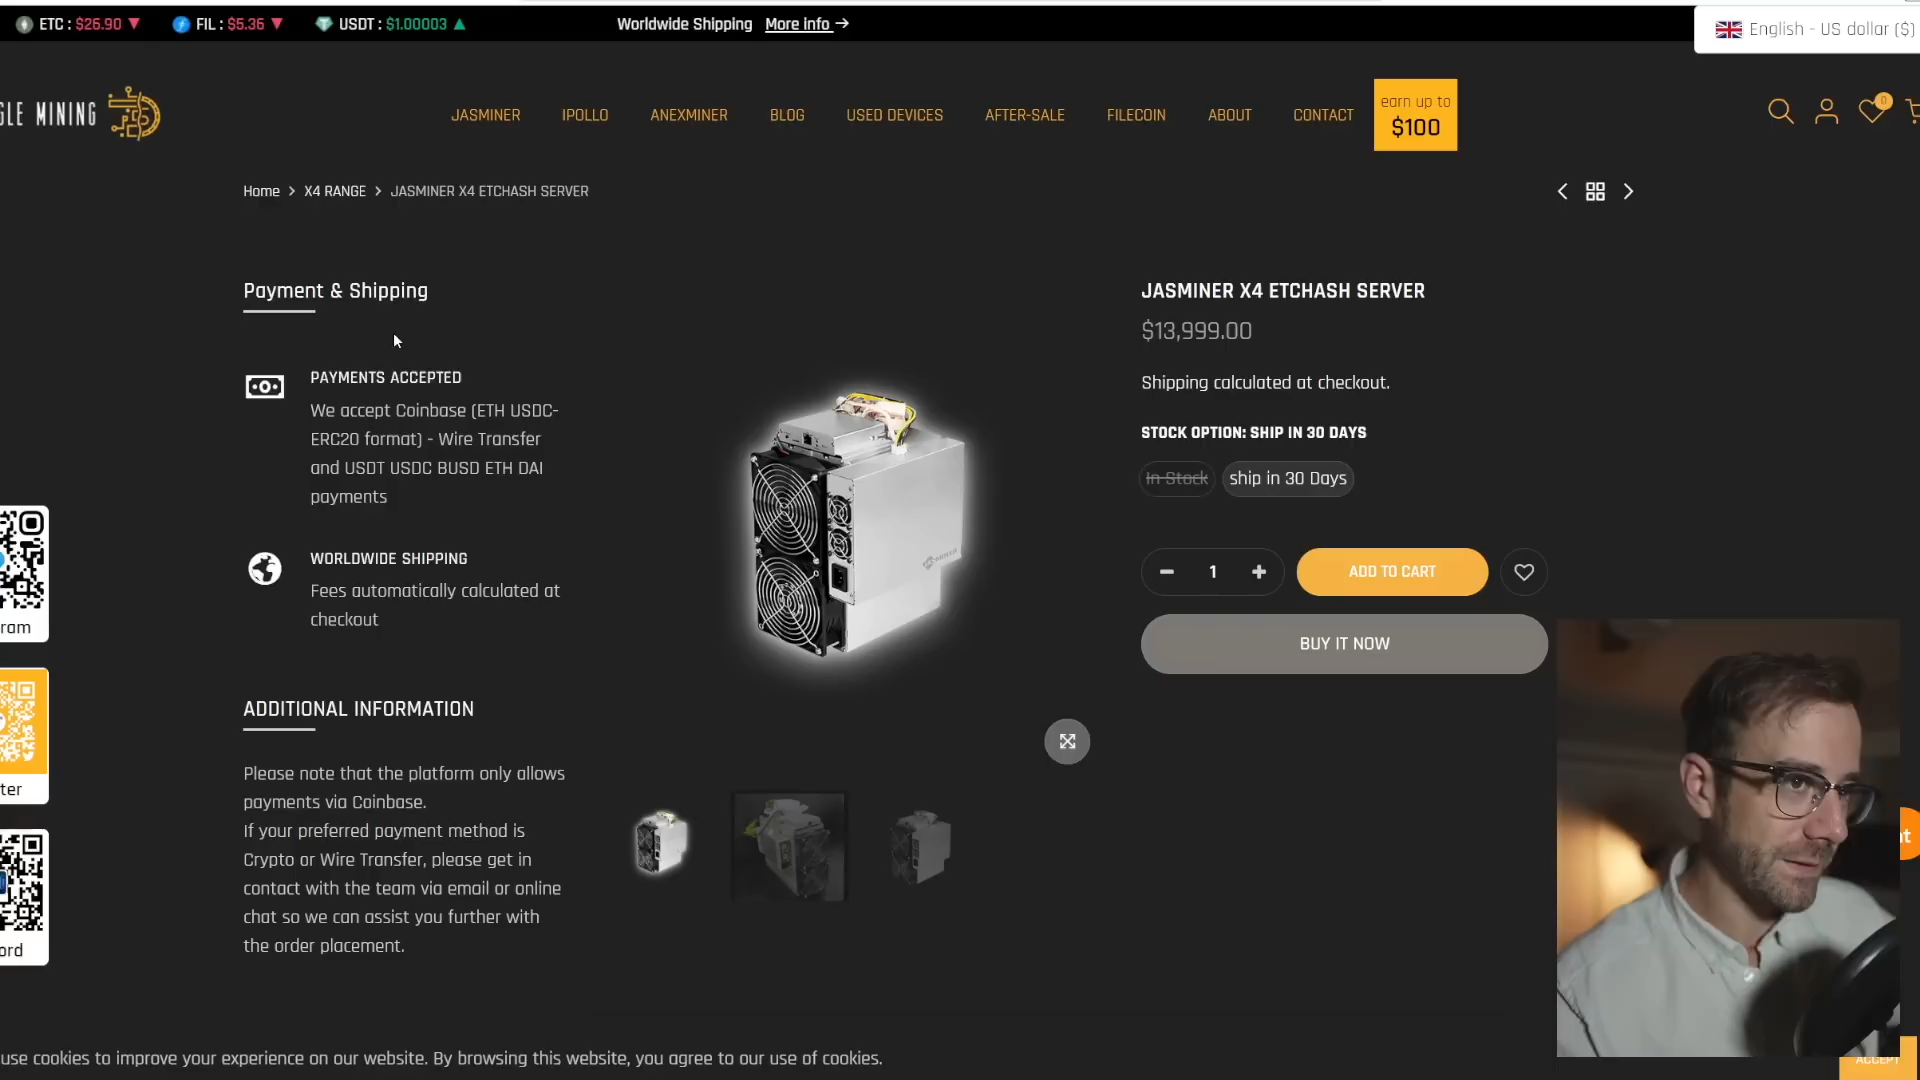 ETC : $26.90 ▼ FIL : $5.36 ▼ USDT : $1.00003 ▲ Worldwide Shipping More info →
English - US dollar ($)
GLE MINING
JASMINER IPOLLO ANEXMINER BLOG USED DEVICES AFTER-SALE FILECOIN ABOUT CONTACT
earn up to
$100
0
Home > X4 RANGE > JASMINER X4 ETCHASH SERVER
Payment & Shipping
PAYMENTS ACCEPTED
We accept Coinbase (ETH USDC-
ERC20 format) - Wire Transfer
and USDT USDC BUSD ETH DAI
payments
WORLDWIDE SHIPPING
Fees automatically calculated at
checkout
ADDITIONAL INFORMATION
Please note that the platform only allows
payments via Coinbase.
If your preferred payment method is
Crypto or Wire Transfer, please get in
contact with the team via email or online
chat so we can assist you further with
the order placement.
JASMINER X4 ETCHASH SERVER
$13,999.00
Shipping calculated at checkout.
STOCK OPTION: SHIP IN 30 DAYS
In Stock ship in 30 Days
− 1 + ADD TO CART
BUY IT NOW
ram
ter
ord
use cookies to improve your experience on our website. By browsing this website, you agree to our use of cookies.
ACCEPT